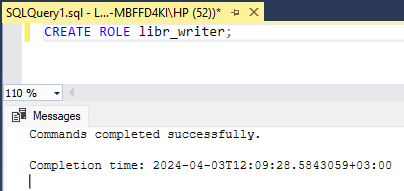 SQLQuery1.sql - L...-MBFFD4KI\HP (52))*
CREATE ROLE libr_writer;
110 %
Messages
Commands completed successfully.
Completion time: 2024-04-03T12:09:28.5843059+03:00